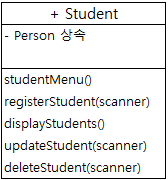 + Student
- Person 상속
studentMenu()
registerStudent(scanner)
displayStudents()
updateStudent(scanner)
deleteStudent(scanner)